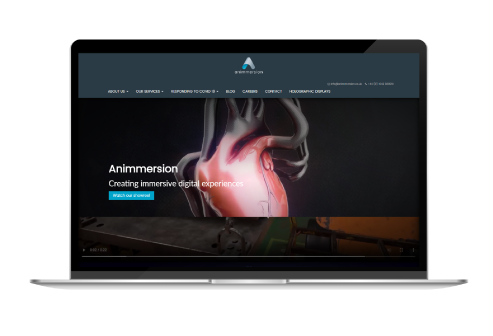 ANIMMERSION
ABOUT US
OUR SERVICES
RESPONDING TO COVID 19
BLOG
CAREERS
CONTACT
HOLOGRAPHIC DISPLAYS
Animmersion
Creating immersive digital experiences
Watch our showreel